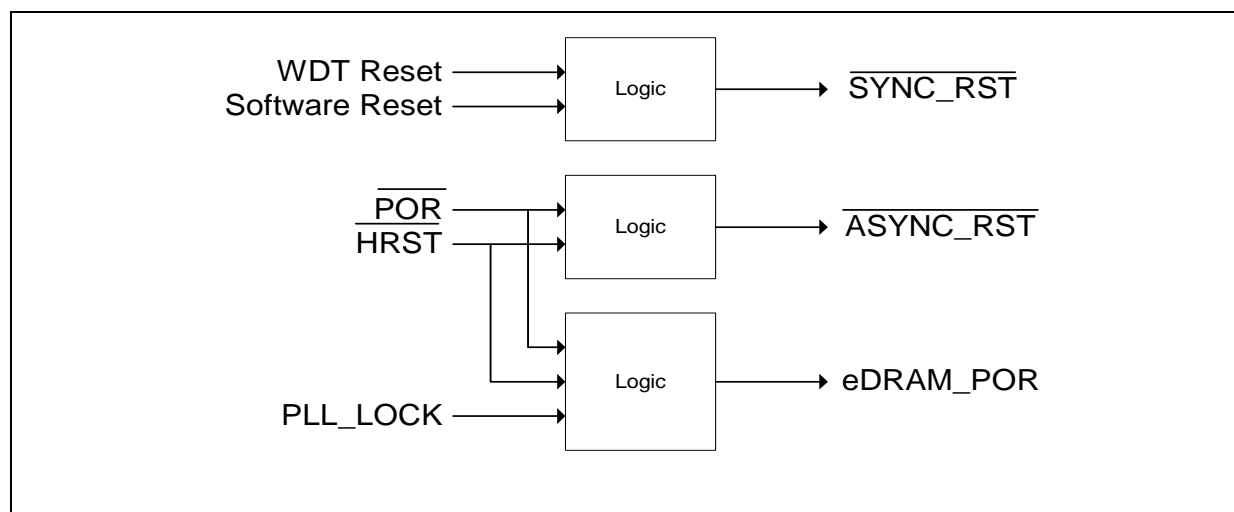 WDT Reset
Software Reset
Logic
SYNC_RST
POR
HRST
Logic
ASYNC_RST
PLL_LOCK
Logic
eDRAM_POR